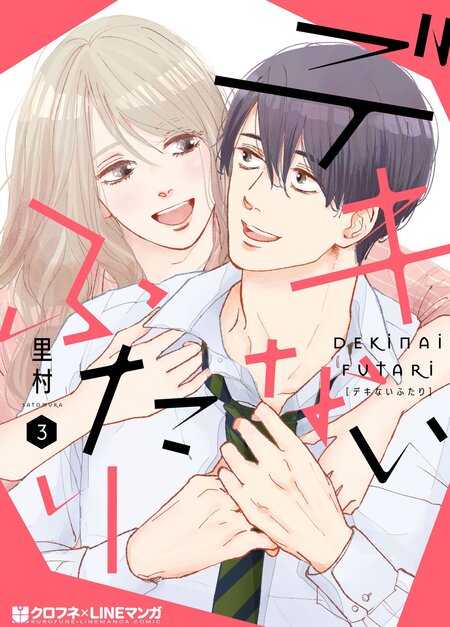 デキない
ふたり
DEKINAI
FUTARI
[デキないふたり]
里村
SATOMURA
3
クロフネ×LINEマンガ
KUROFUNE×LINEMANGA COMIC